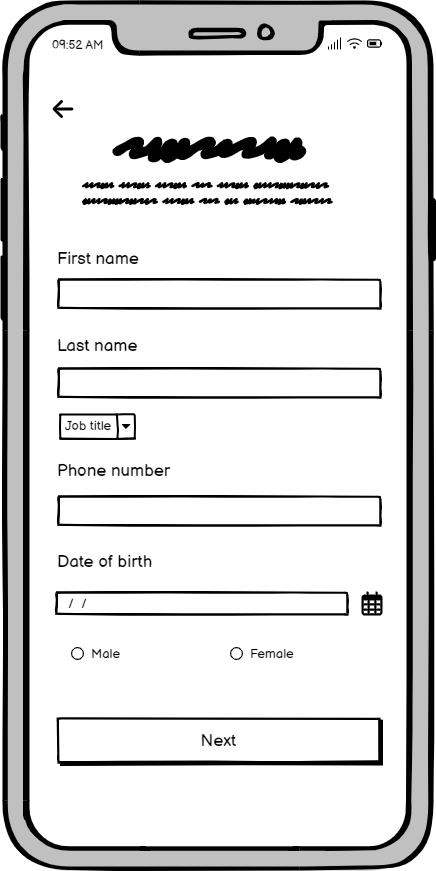 09:52 AM
First name
Last name
Job title
Phone number
Date of birth
/ /
Male Female
Next